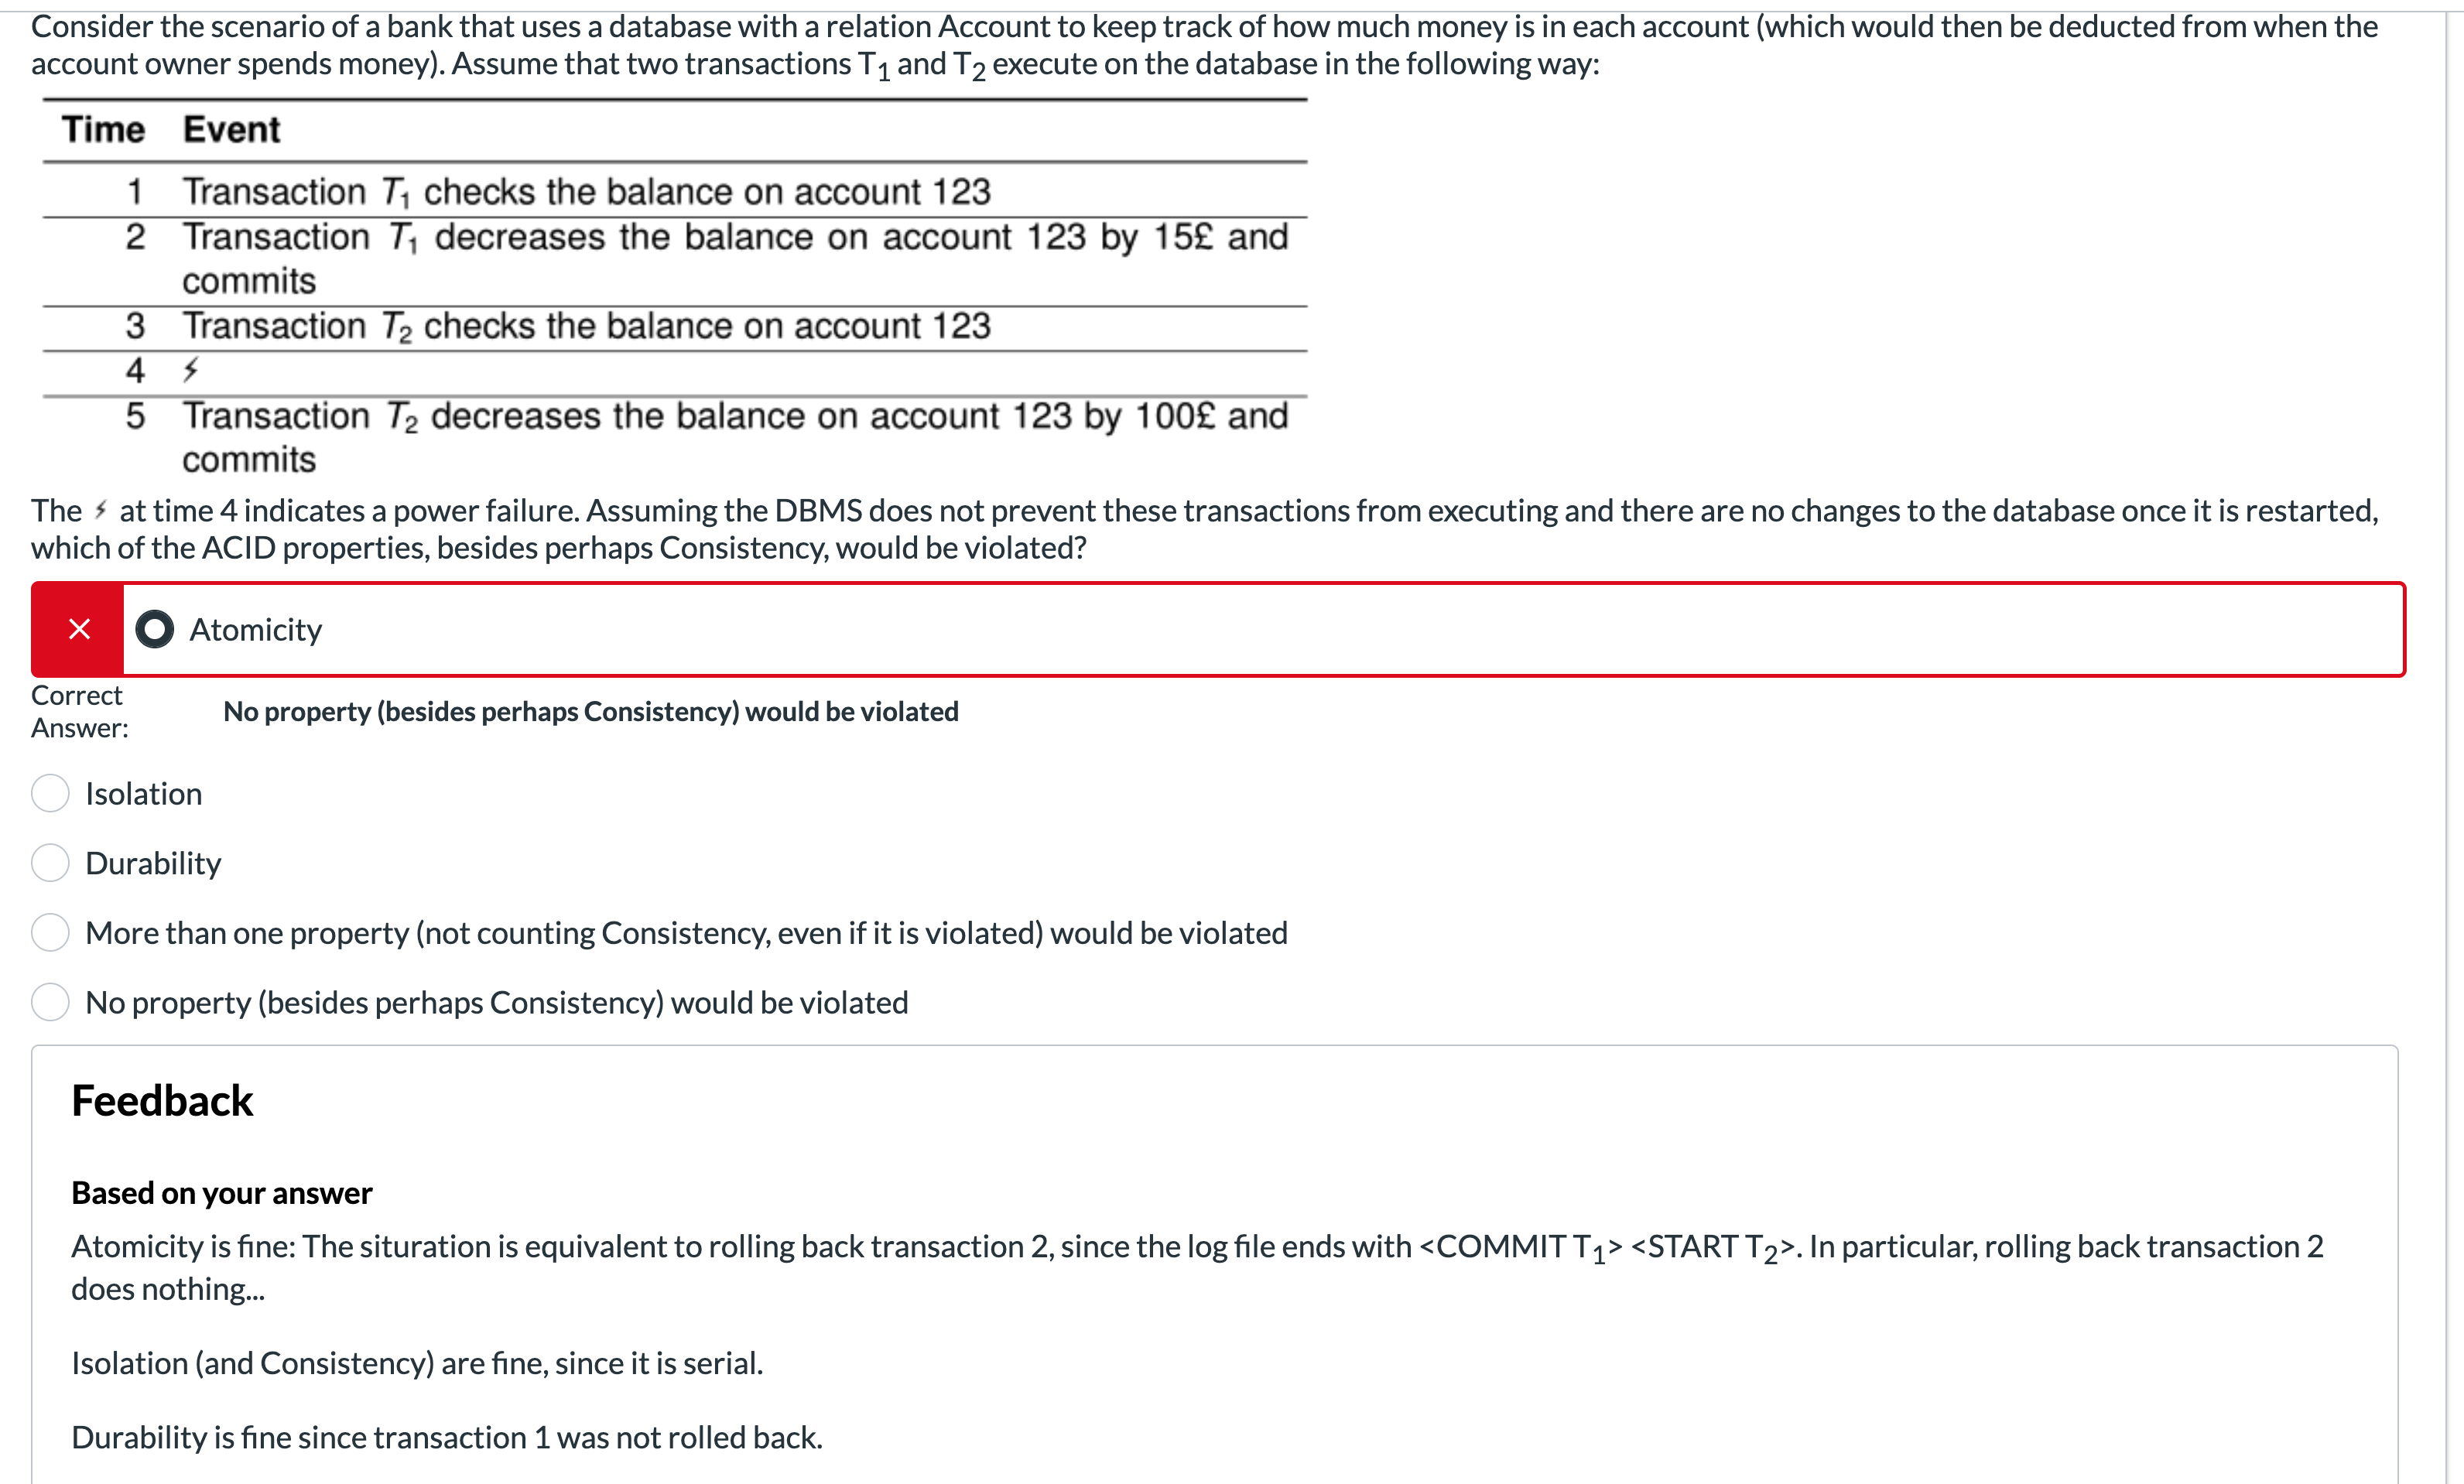 Consider the scenario of a bank that uses a database with a relation Account to keep track of how much money is in each account (which would then be deducted from when the
account owner spends money). Assume that two transactions T1 and T2 execute on the database in the following way:
Time Event
1 Transaction T1 checks the balance on account 123
2 Transaction T1 decreases the balance on account 123 by 15£ and
commits
3 Transaction T2 checks the balance on account 123
4 ⚡
5 Transaction T2 decreases the balance on account 123 by 100£ and
commits
The ⚡ at time 4 indicates a power failure. Assuming the DBMS does not prevent these transactions from executing and there are no changes to the database once it is restarted,
which of the ACID properties, besides perhaps Consistency, would be violated?
Atomicity
Correct
Answer:
No property (besides perhaps Consistency) would be violated
Isolation
Durability
More than one property (not counting Consistency, even if it is violated) would be violated
No property (besides perhaps Consistency) would be violated
Feedback
Based on your answer
Atomicity is fine: The situration is equivalent to rolling back transaction 2, since the log file ends with <COMMIT T1> <START T2>. In particular, rolling back transaction 2
does nothing...
Isolation (and Consistency) are fine, since it is serial.
Durability is fine since transaction 1 was not rolled back.